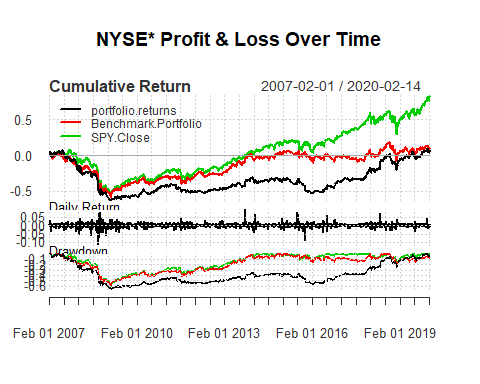 NYSE* Profit & Loss Over Time
Cumulative Return 2007-02-01 / 2020-02-14
portfolio.returns
Benchmark.Portfolio
SPY.Close
0.5
0.0
-0.5
Daily Return
0.05
0.00
-0.05
-0.10
Drawdown
Feb 01 2007 Feb 01 2010 Feb 01 2013 Feb 01 2016 Feb 01 2019